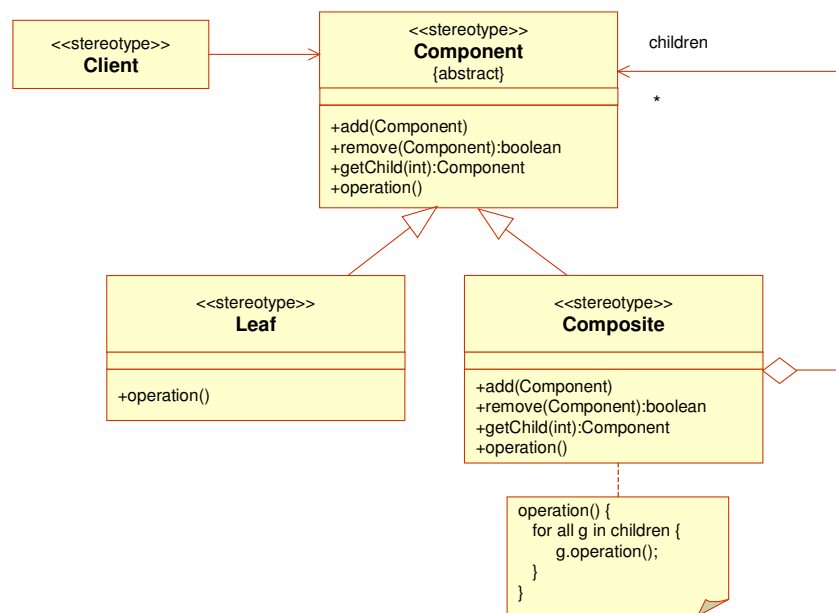 <<stereotype>>
Client
<<stereotype>>
Component
{abstract}
+add(Component)
+remove(Component):boolean
+getChild(int):Component
+operation()
children
*
<<stereotype>>
Leaf
+operation()
<<stereotype>>
Composite
+add(Component)
+remove(Component):boolean
+getChild(int):Component
+operation()
operation() {
for all g in children {
g.operation();
}
}